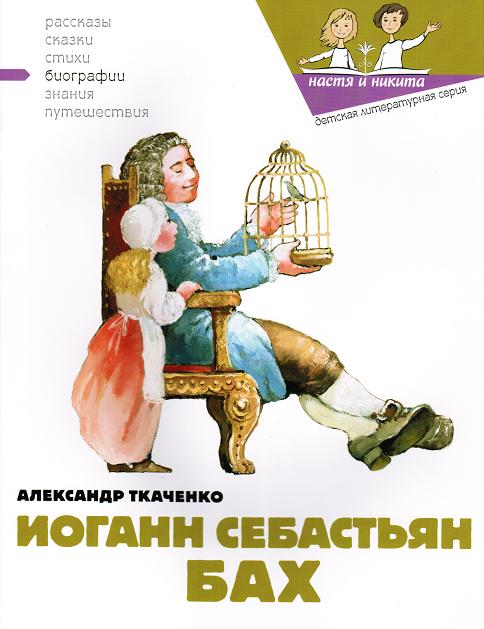 рассказы
сказки
стихи
биографии
знания
путешествия
настя и никита
детская литературная серия
АЛЕКСАНДР ТКАЧЕНКО
ИОГАНН СЕБАСТЬЯН
БАХ